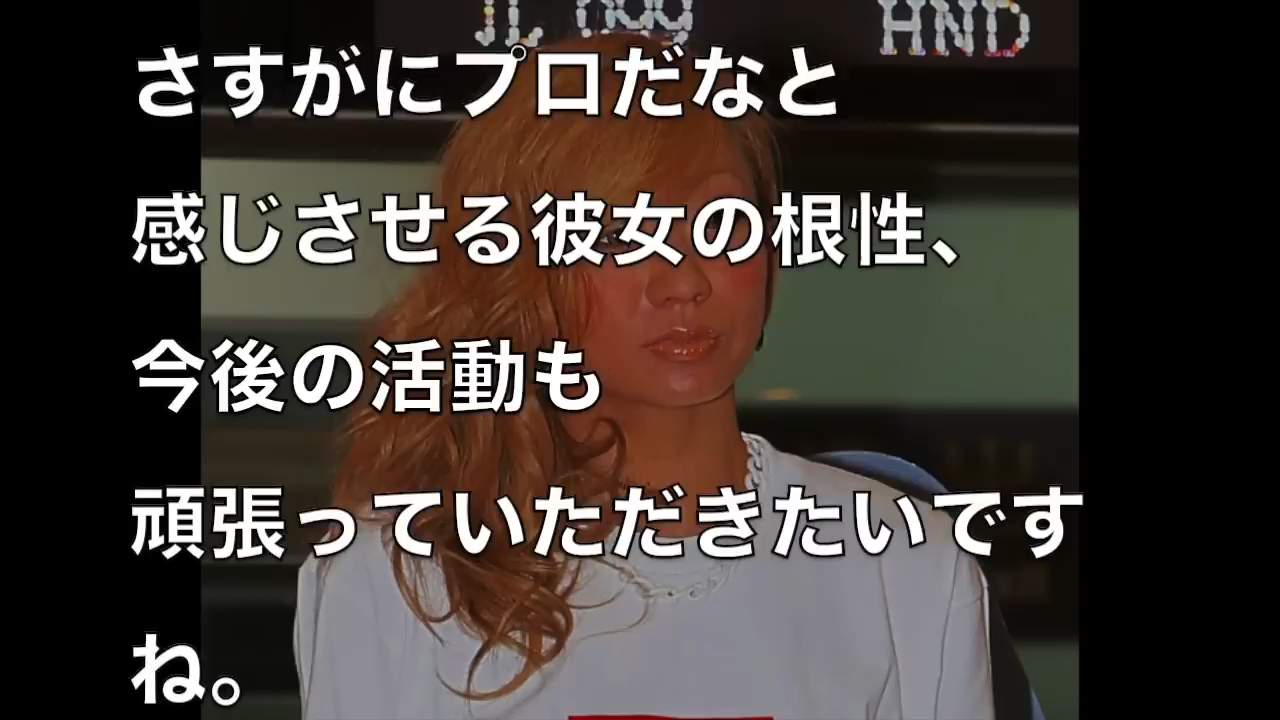 HND
さすがにプロだなと
感じさせる彼女の根性、
今後の活動も
頑張っていただきたいです
ね。